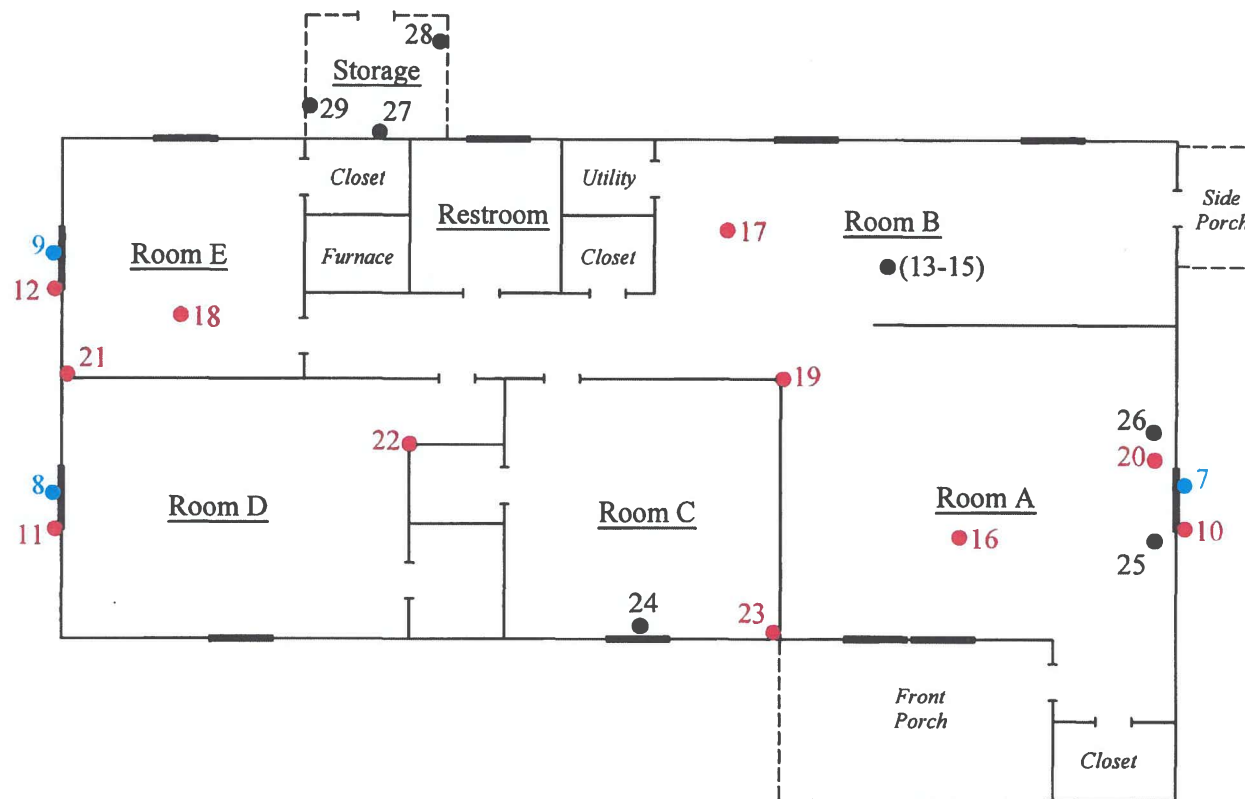 28
Storage
29
27
Closet
Utility
Restroom
Side
Porch
Room B
17
9
Room E
Furnace
Closet
(13-15)
12
18
21
19
22
26
20
8
Room D
Room C
Room A
7
11
16
10
25
24
23
Front
Porch
Closet